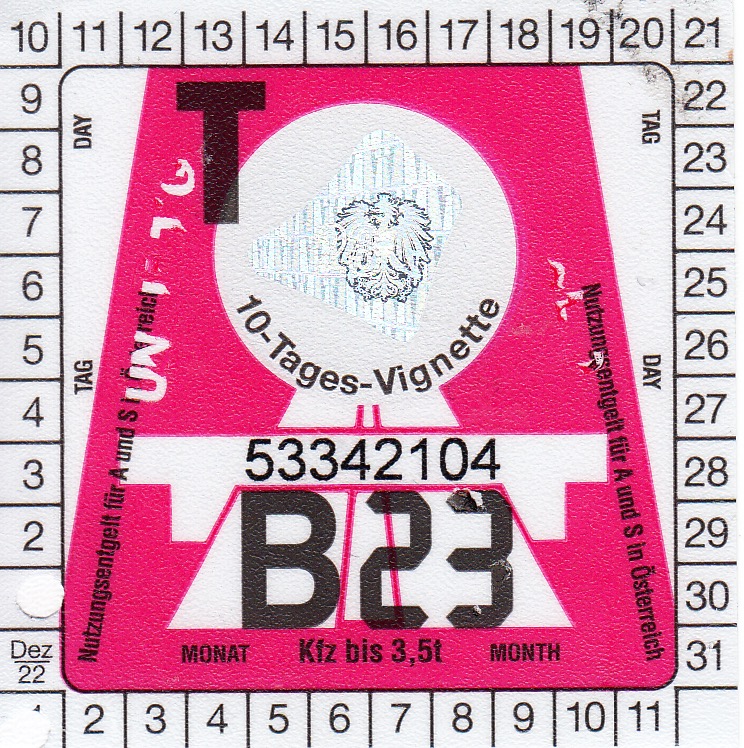 10 11 12 13 14 15 16 17 18 19 20 21
9
8
7
6
5
4
3
2
Dez
22
22
23
24
25
26
27
28
29
30
31
2 3 4 5 6 7 8 9 10 11
DAY
TAG
TAG
DAY
T
10-Tages-Vignette
53342104
B23
MONAT Kfz bis 3,5t MONTH
Nutzungsentgelt für A und S
Nutzungsentgelt für A und S in Österreich